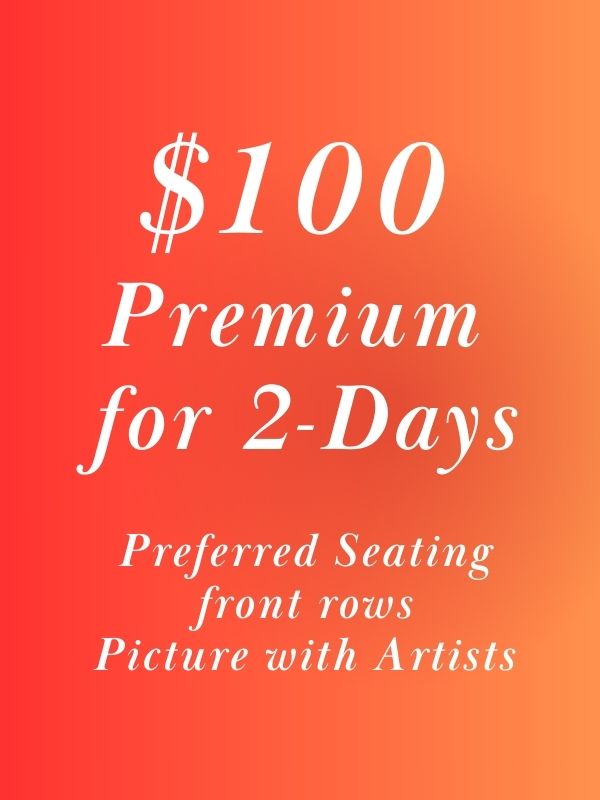 $100
Premium
for 2-Days
Preferred Seating
front rows
Picture with Artists